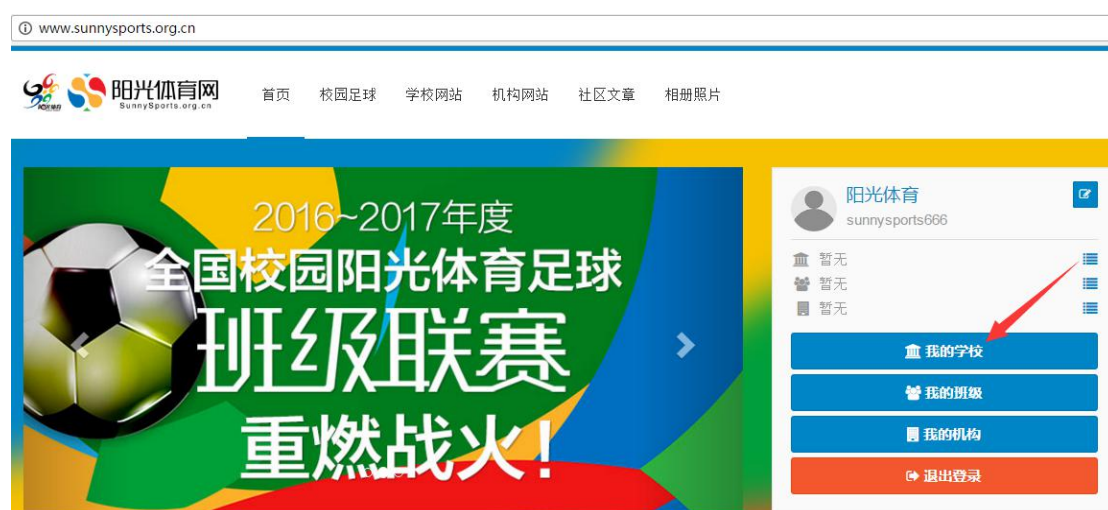 www.sunnysports.org.cn
阳光体育网
SunnySports.org.cn
首页 校园足球 学校网站 机构网站 社区文章 相册照片
2016~2017年度
全国校园阳光体育足球
班级联赛
重燃战火!
阳光体育
sunnysports666
暂无
暂无
暂无
我的学校
我的班级
我的机构
退出登录